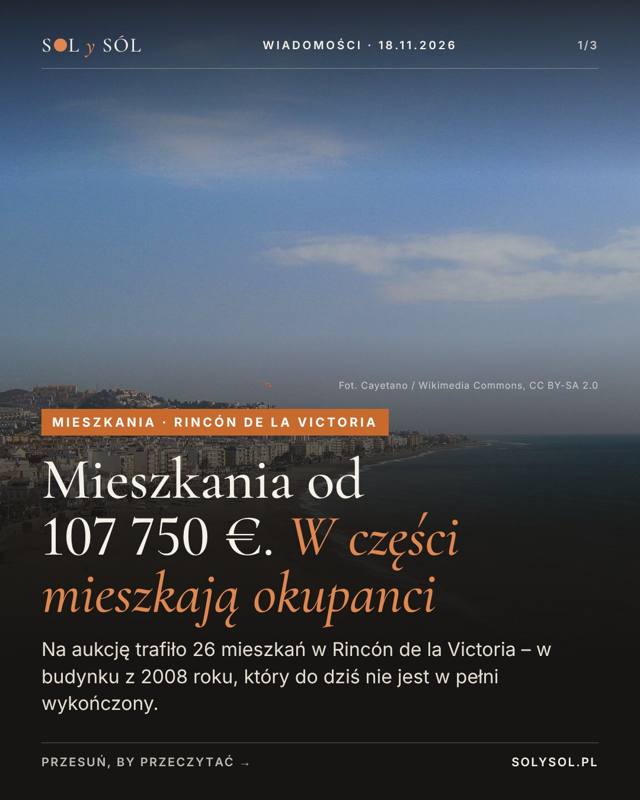 SOL y SÓL
WIADOMOŚCI · 18.11.2026
1/3
Fot. Cayetano / Wikimedia Commons, CC BY-SA 2.0
MIESZKANIA · RINCÓN DE LA VICTORIA
Mieszkania od
107 750 €. W części
mieszkają okupanci
Na aukcję trafiło 26 mieszkań w Rincón de la Victoria – w
budynku z 2008 roku, który do dziś nie jest w pełni
wykończony.
PRZESUŃ, BY PRZECZYTAĆ →
SOLYSOL.PL